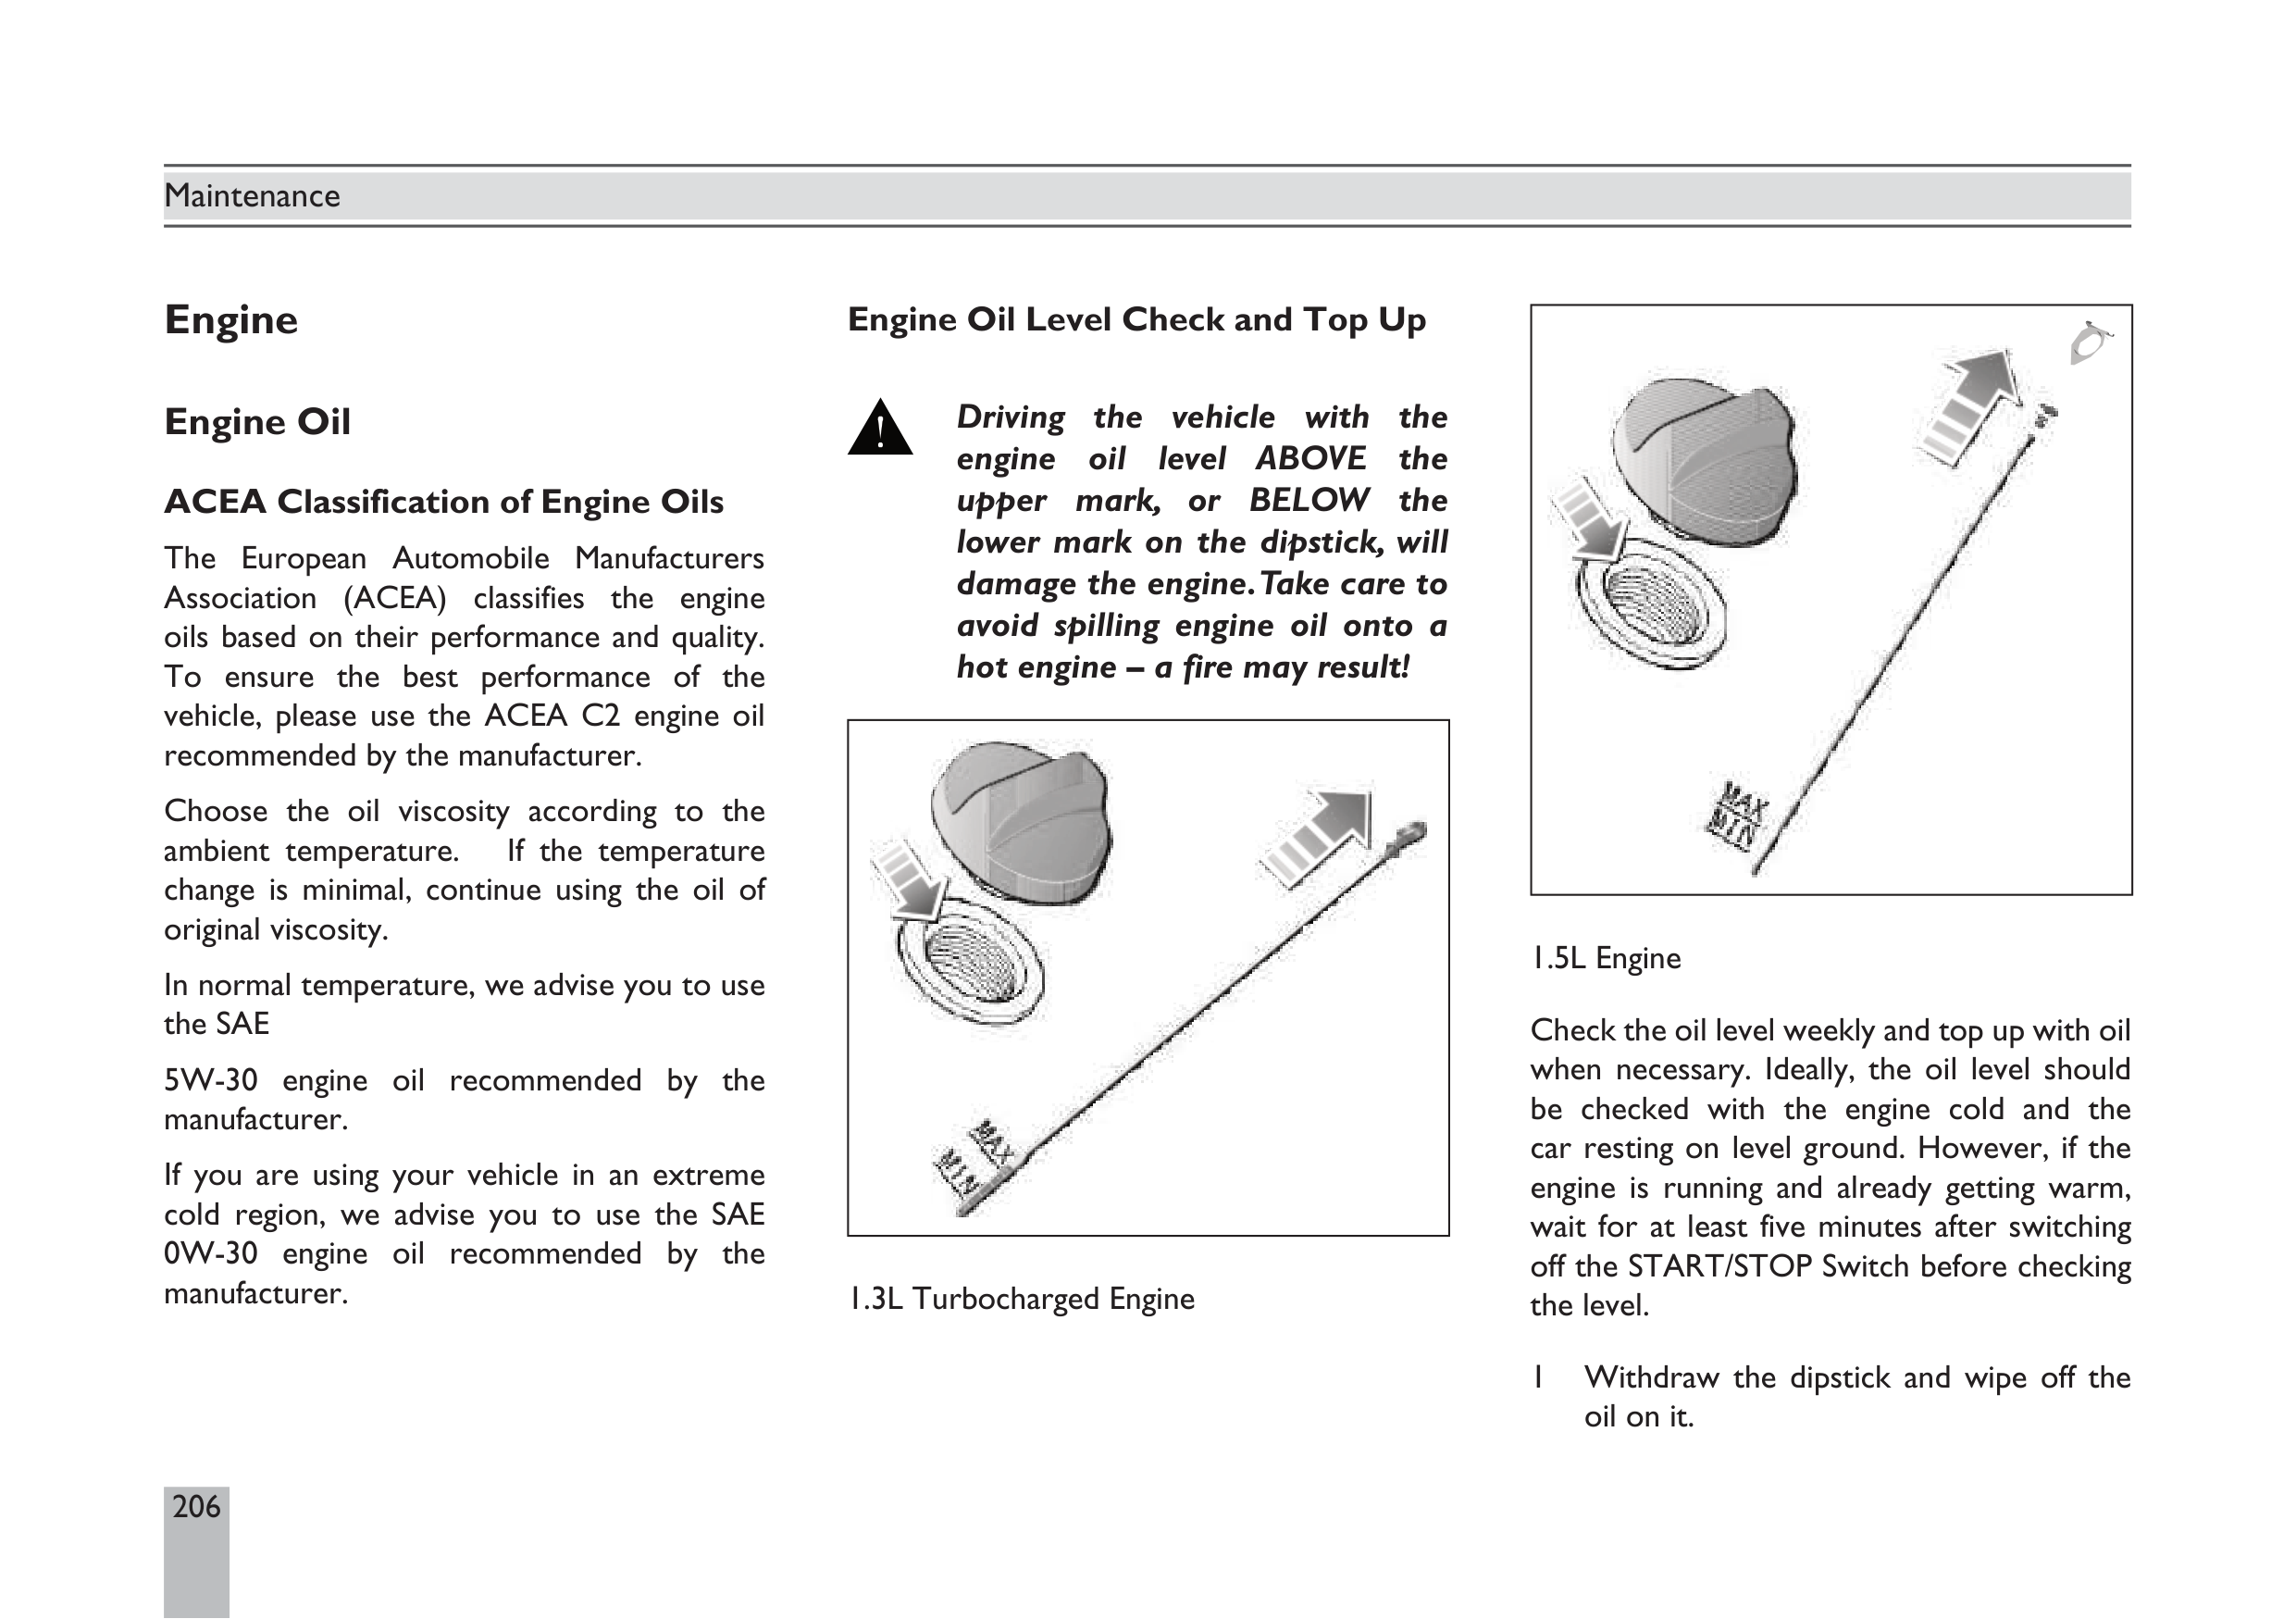 Maintenance
Engine
Engine Oil
ACEA Classification of Engine Oils
The European Automobile Manufacturers
Association (ACEA) classifies the engine
oils based on their performance and quality.
To ensure the best performance of the
vehicle, please use the ACEA C2 engine oil
recommended by the manufacturer.
Choose the oil viscosity according to the
ambient temperature. If the temperature
change is minimal, continue using the oil of
original viscosity.
In normal temperature, we advise you to use
the SAE
5W-30 engine oil recommended by the
manufacturer.
If you are using your vehicle in an extreme
cold region, we advise you to use the SAE
0W-30 engine oil recommended by the
manufacturer.
Engine Oil Level Check and Top Up
Driving the vehicle with the
engine oil level ABOVE the
upper mark, or BELOW the
lower mark on the dipstick, will
damage the engine. Take care to
avoid spilling engine oil onto a
hot engine – a fire may result!
MAX
MIN
1.3L Turbocharged Engine
MAX
MIN
1.5L Engine
Check the oil level weekly and top up with oil
when necessary. Ideally, the oil level should
be checked with the engine cold and the
car resting on level ground. However, if the
engine is running and already getting warm,
wait for at least five minutes after switching
off the START/STOP Switch before checking
the level.
1 Withdraw the dipstick and wipe off the
oil on it.
206